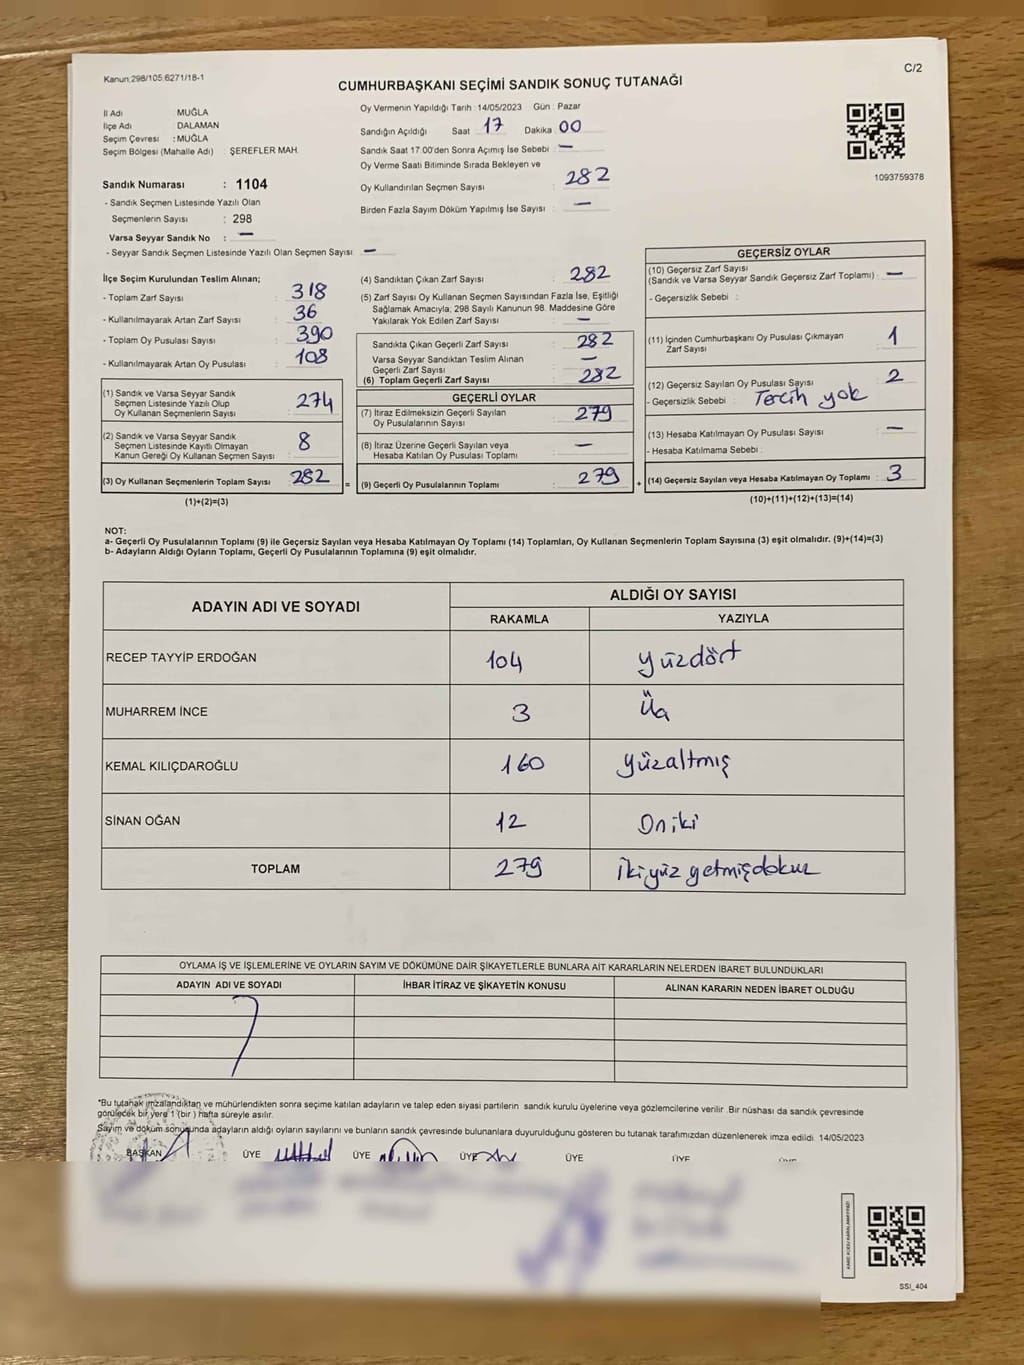 Kanun:298/105;6271/18-1
C/2
CUMHURBAŞKANI SEÇİMİ SANDIK SONUÇ TUTANAĞI
İl Adı : MUĞLA
İlçe Adı : DALAMAN
Seçim Çevresi : MUĞLA
Seçim Bölgesi (Mahalle Adı) : ŞEREFLER MAH.
Sandık Numarası : 1104
- Sandık Seçmen Listesinde Yazılı Olan
Seçmenlerin Sayısı : 298
Varsa Seyyar Sandık No : —
- Seyyar Sandık Seçmen Listesinde Yazılı Olan Seçmen Sayısı : —
Oy Vermenin Yapıldığı Tarih : 14/05/2023 Gün : Pazar
Sandığın Açıldığı Saat 17 Dakika 00
Sandık Saat 17.00'den Sonra Açımış İse Sebebi : —
Oy Verme Saati Bitiminde Sırada Bekleyen ve
Oy Kullandırılan Seçmen Sayısı : 282
Birden Fazla Sayım Döküm Yapılmış İse Sayısı : —
1093759378
İlçe Seçim Kurulundan Teslim Alınan;
- Toplam Zarf Sayısı : 318
- Kullanılmayarak Artan Zarf Sayısı : 36
- Toplam Oy Pusulası Sayısı : 390
- Kullanılmayarak Artan Oy Pusulası : 108
(1) Sandık ve Varsa Seyyar Sandık
Seçmen Listesinde Yazılı Olup
Oy Kullanan Seçmenlerin Sayısı : 274
(2) Sandık ve Varsa Seyyar Sandık
Seçmen Listesinde Kayıtlı Olmayan
Kanun Gereği Oy Kullanan Seçmen Sayısı : 8
(3) Oy Kullanan Seçmenlerin Toplam Sayısı : 282
(1)+(2)=(3)
(4) Sandıktan Çıkan Zarf Sayısı : 282
(5) Zarf Sayısı Oy Kullanan Seçmen Sayısından Fazla İse, Eşitliği
Sağlamak Amacıyla; 298 Sayılı Kanunun 98. Maddesine Göre
Yakılarak Yok Edilen Zarf Sayısı : —
Sandıkta Çıkan Geçerli Zarf Sayısı : 282
Varsa Seyyar Sandıktan Teslim Alınan
Geçerli Zarf Sayısı : —
(6) Toplam Geçerli Zarf Sayısı : 282
GEÇERLİ OYLAR
(7) İtiraz Edilmeksizin Geçerli Sayılan
Oy Pusulalarının Sayısı : 279
(8) İtiraz Üzerine Geçerli Sayılan veya
Hesaba Katılan Oy Pusulası Toplamı : —
= (9) Geçerli Oy Pusulalarının Toplamı : 279
GEÇERSİZ OYLAR
(10) Geçersiz Zarf Sayısı
(Sandık ve Varsa Seyyar Sandık Geçersiz Zarf Toplamı) : —
- Geçersizlik Sebebi :
(11) İçinden Cumhurbaşkanı Oy Pusulası Çıkmayan
Zarf Sayısı : 1
(12) Geçersiz Sayılan Oy Pusulası Sayısı : 2
- Geçersizlik Sebebi : Tercih yok
(13) Hesaba Katılmayan Oy Pusulası Sayısı : —
- Hesaba Katılmama Sebebi :
+ (14) Geçersiz Sayılan veya Hesaba Katılmayan Oy Toplamı : 3
(10)+(11)+(12)+(13)=(14)
NOT:
a- Geçerli Oy Pusulalarının Toplamı (9) ile Geçersiz Sayılan veya Hesaba Katılmayan Oy Toplamı (14) Toplamları, Oy Kullanan Seçmenlerin Toplam Sayısına (3) eşit olmalıdır. (9)+(14)=(3)
b- Adayların Aldığı Oyların Toplamı, Geçerli Oy Pusulalarının Toplamına (9) eşit olmalıdır.
ADAYIN ADI VE SOYADI ALDIĞI OY SAYISI
RAKAMLA YAZIYLA
RECEP TAYYİP ERDOĞAN 104 yüzdört
MUHARREM İNCE 3 Üç
KEMAL KILIÇDAROĞLU 160 yüzaltmış
SİNAN OĞAN 12 Oniki
TOPLAM 279 İkiyüz yetmişdokuz
OYLAMA İŞ VE İŞLEMLERİNE VE OYLARIN SAYIM VE DÖKÜMÜNE DAİR ŞİKAYETLERLE BUNLARA AİT KARARLARIN NELERDEN İBARET BULUNDUKLARI
ADAYIN ADI VE SOYADI İHBAR İTİRAZ VE ŞİKAYETİN KONUSU ALINAN KARARIN NEDEN İBARET OLDUĞU
*Bu tutanak imzalandıktan ve mühürlendikten sonra seçime katılan adayların ve talep eden siyasi partilerin sandık kurulu üyelerine veya gözlemcilerine verilir. Bir nüshası da sandık çevresinde
görülecek bir yere 1 (bir) hafta süreyle asılır.
Sayım ve döküm sonucunda adayların aldığı oyların sayılarını ve bunların sandık çevresinde bulunanlara duyurulduğunu gösteren bu tutanak tarafımızdan düzenlenerek imza edildi. 14/05/2023
BAŞKAN ÜYE ÜYE ÜYE ÜYE ÜYE
SSI_404